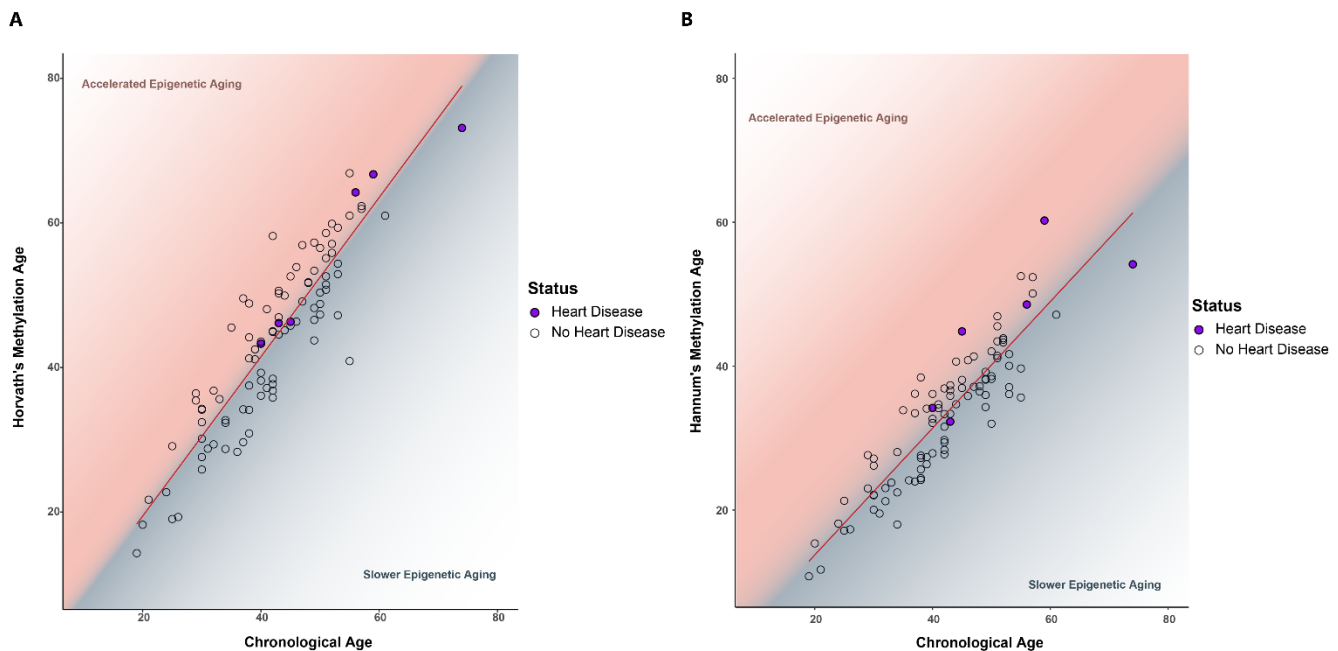 A
Accelerated Epigenetic Aging
Slower Epigenetic Aging
80
60
40
20
20
40
60
80
Horvath's Methylation Age
Chronological Age
Status
Heart Disease
No Heart Disease
B
Accelerated Epigenetic Aging
Slower Epigenetic Aging
80
60
40
20
20
40
60
80
Hannum's Methylation Age
Chronological Age
Status
Heart Disease
No Heart Disease